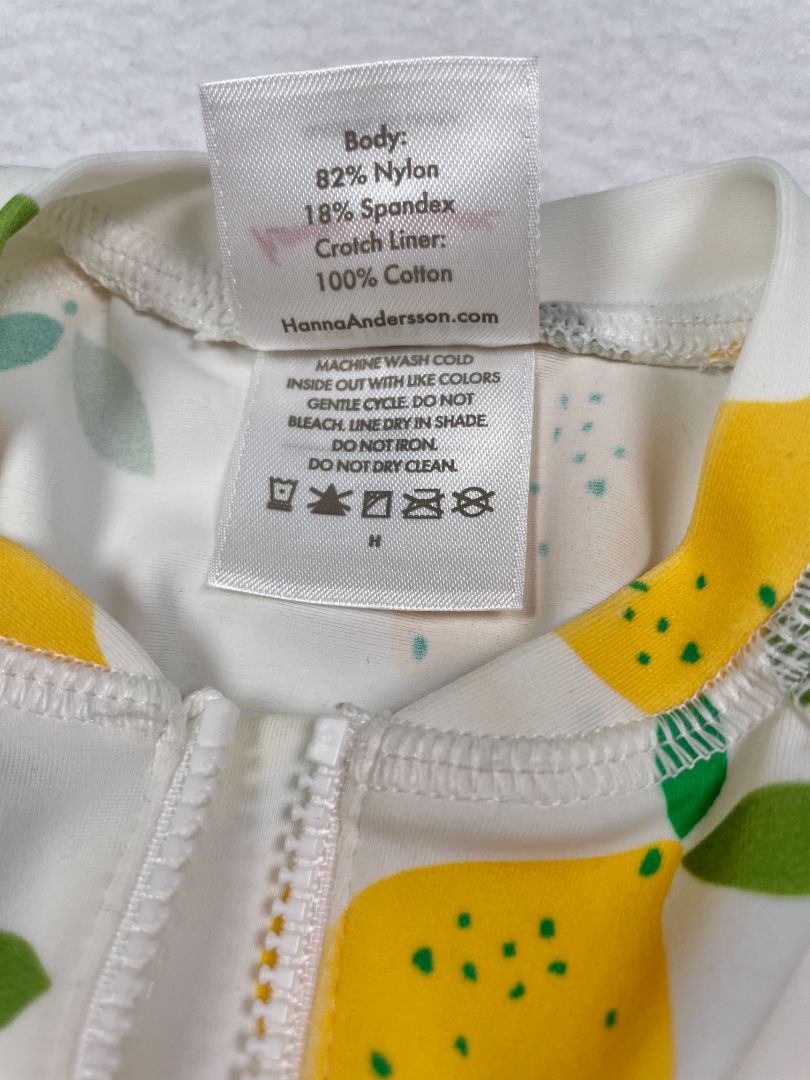 Body:
82% Nylon
18% Spandex
Crotch Liner:
100% Cotton
HannaAndersson.com
MACHINE WASH COLD
INSIDE OUT WITH LIKE COLORS
GENTLE CYCLE. DO NOT
BLEACH. LINE DRY IN SHADE.
DO NOT IRON.
DO NOT DRY CLEAN.
H